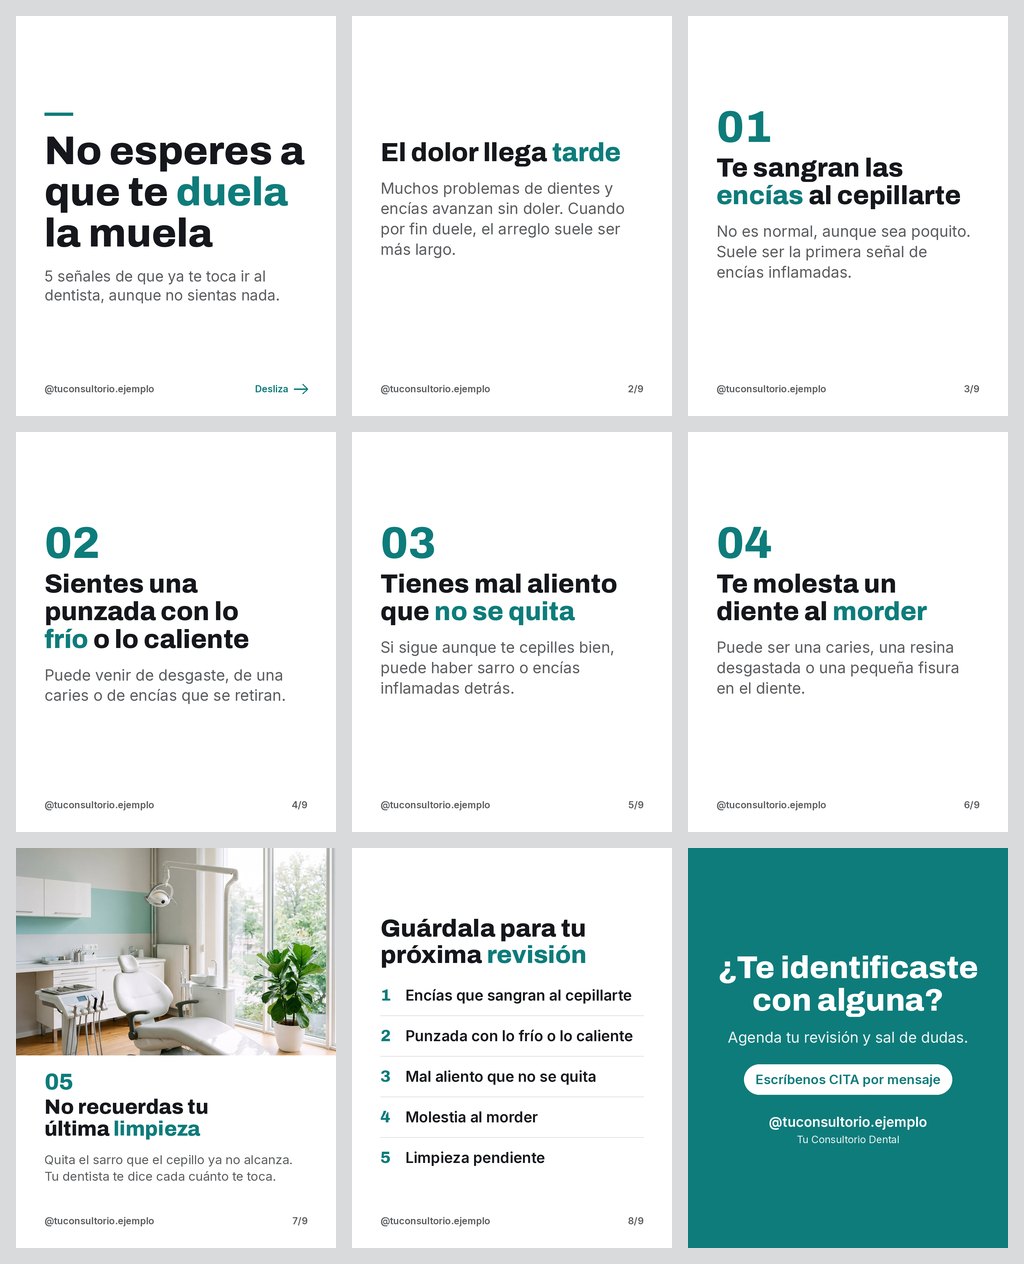 No esperes a
que te duela
la muela
5 señales de que ya te toca ir al
dentista, aunque no sientas nada.
@tuconsultorio.ejemplo
Desliza →
El dolor llega tarde
Muchos problemas de dientes y
encías avanzan sin doler. Cuando
por fin duele, el arreglo suele ser
más largo.
@tuconsultorio.ejemplo
2/9
01
Te sangran las
encías al cepillarte
No es normal, aunque sea poquito.
Suele ser la primera señal de
encías inflamadas.
@tuconsultorio.ejemplo
3/9
02
Sientes una
punzada con lo
frío o lo caliente
Puede venir de desgaste, de una
caries o de encías que se retiran.
@tuconsultorio.ejemplo
4/9
03
Tienes mal aliento
que no se quita
Si sigue aunque te cepilles bien,
puede haber sarro o encías
inflamadas detrás.
@tuconsultorio.ejemplo
5/9
04
Te molesta un
diente al morder
Puede ser una caries, una resina
desgastada o una pequeña fisura
en el diente.
@tuconsultorio.ejemplo
6/9
05
No recuerdas tu
última limpieza
Quita el sarro que el cepillo ya no alcanza.
Tu dentista te dice cada cuánto te toca.
@tuconsultorio.ejemplo
7/9
Guárdala para tu
próxima revisión
1 Encías que sangran al cepillarte
2 Punzada con lo frío o lo caliente
3 Mal aliento que no se quita
4 Molestia al morder
5 Limpieza pendiente
@tuconsultorio.ejemplo
8/9
¿Te identificaste
con alguna?
Agenda tu revisión y sal de dudas.
Escríbenos CITA por mensaje
@tuconsultorio.ejemplo
Tu Consultorio Dental